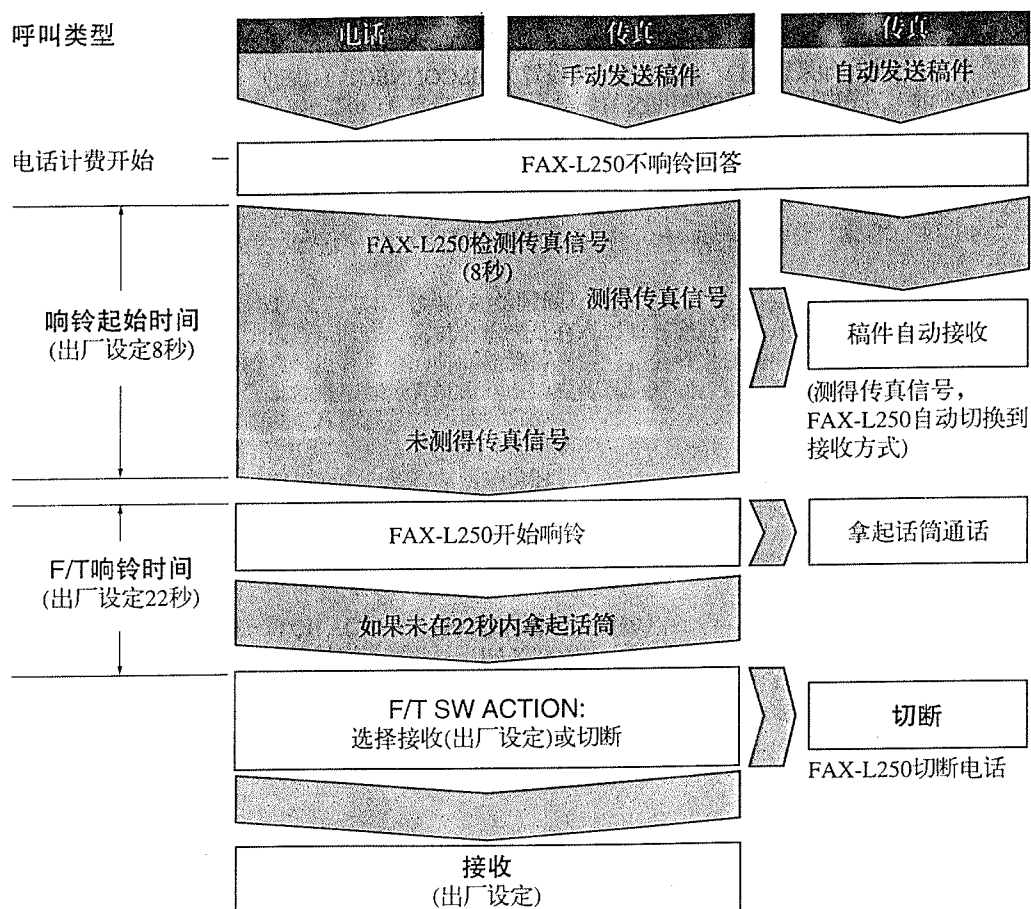 呼叫类型
电话
传真
传真
手动发送稿件
自动发送稿件
电话计费开始
FAX-L250不响铃回答
FAX-L250检测传真信号
(8秒)
测得传真信号
响铃起始时间
(出厂设定8秒)
稿件自动接收
(测得传真信号，
FAX-L250自动切换到
接收方式)
未测得传真信号
FAX-L250开始响铃
拿起话筒通话
F/T响铃时间
(出厂设定22秒)
如果未在22秒内拿起话筒
F/T SW ACTION:
选择接收(出厂设定)或切断
切断
FAX-L250切断电话
接收
(出厂设定)